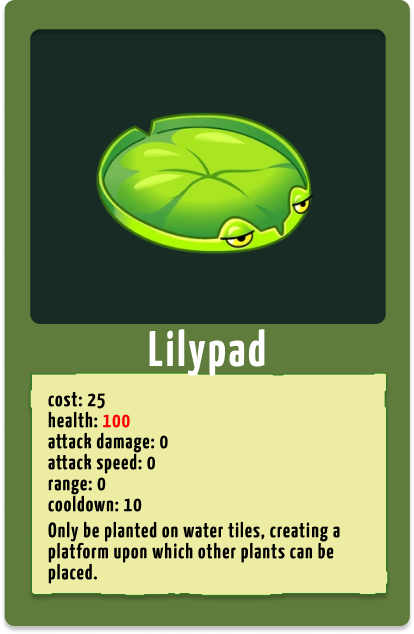 Lilypad
cost: 25
health: 100
attack damage: 0
attack speed: 0
range: 0
cooldown: 10
Only be planted on water tiles, creating a
platform upon which other plants can be
placed.